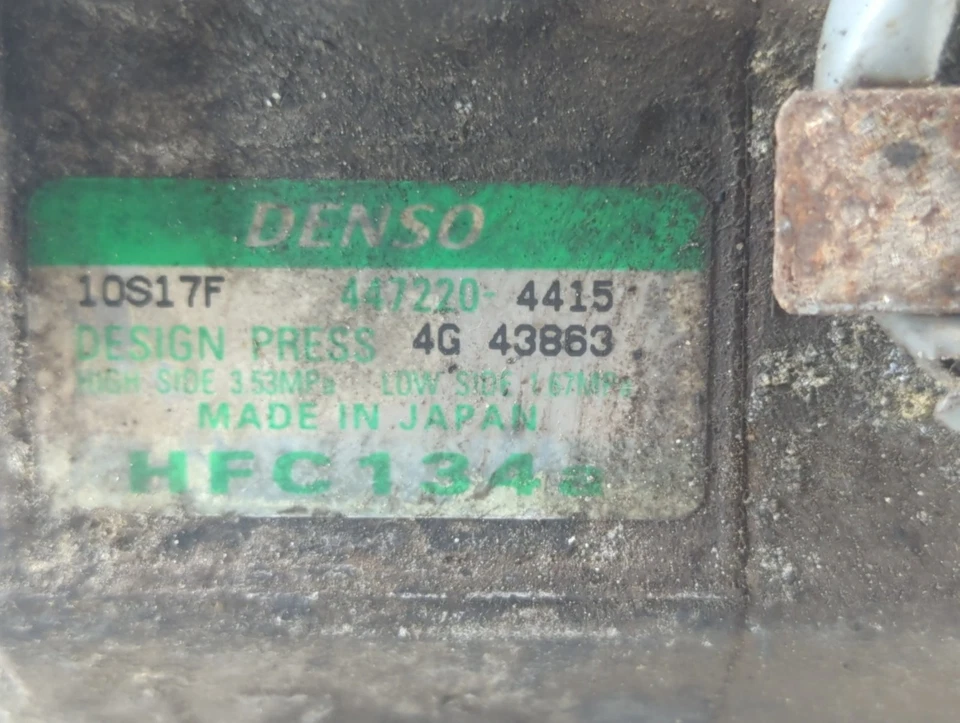 DENSO
10S17F 447220- 4415
DESIGN PRESS 4G 43863
HIGH SIDE 3.53MPa LOW SIDE 1.67MPa
MADE IN JAPAN
HFC134a